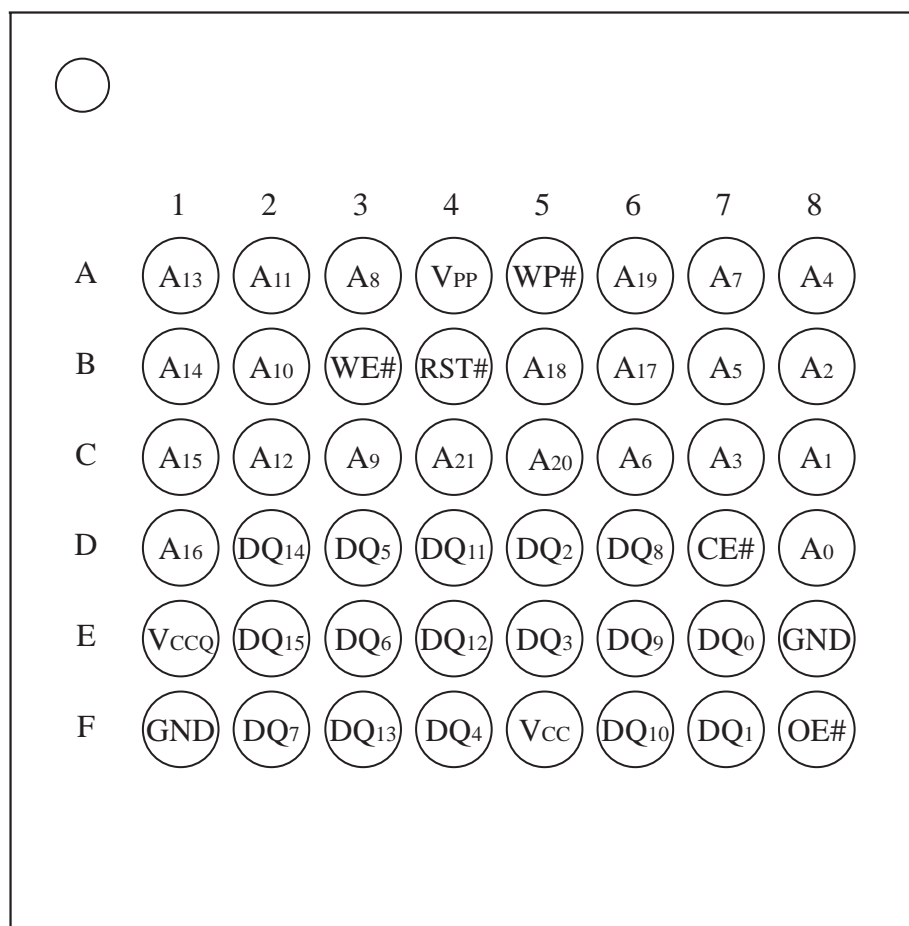 1 2 3 4 5 6 7 8
A A13 A11 A8 VPP WP# A19 A7 A4
B A14 A10 WE# RST# A18 A17 A5 A2
C A15 A12 A9 A21 A20 A6 A3 A1
D A16 DQ14 DQ5 DQ11 DQ2 DQ8 CE# A0
E VCCQ DQ15 DQ6 DQ12 DQ3 DQ9 DQ0 GND
F GND DQ7 DQ13 DQ4 VCC DQ10 DQ1 OE#